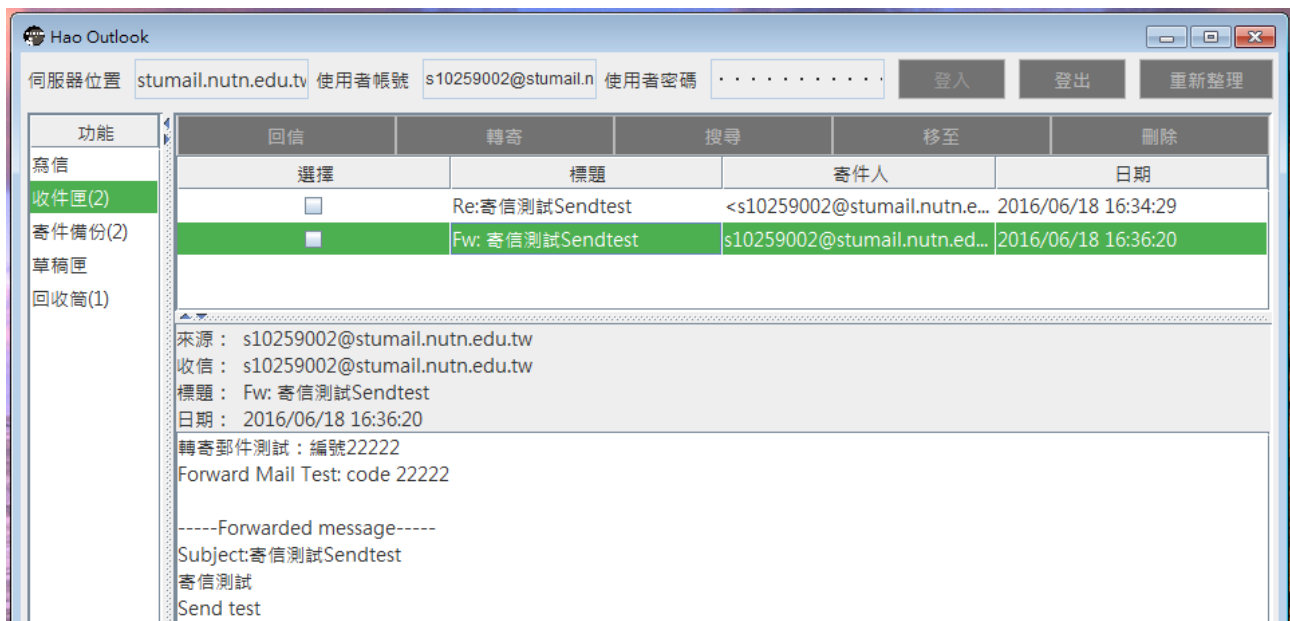 Hao Outlook
伺服器位置 stumail.nutn.edu.tw 使用者帳號 s10259002@stumail.n 使用者密碼 ············ 登入 登出 重新整理
功能 回信 轉寄 搜尋 移至 刪除
寫信 選擇 標題 寄件人 日期
收件匣(2) Re:寄信測試Sendtest <s10259002@stumail.nutn.e... 2016/06/18 16:34:29
寄件備份(2) Fw: 寄信測試Sendtest s10259002@stumail.nutn.ed... 2016/06/18 16:36:20
草稿匣
回收筒(1)
來源： s10259002@stumail.nutn.edu.tw
收信： s10259002@stumail.nutn.edu.tw
標題： Fw: 寄信測試Sendtest
日期： 2016/06/18 16:36:20
轉寄郵件測試：編號22222
Forward Mail Test: code 22222
-----Forwarded message-----
Subject:寄信測試Sendtest
寄信測試
Send test